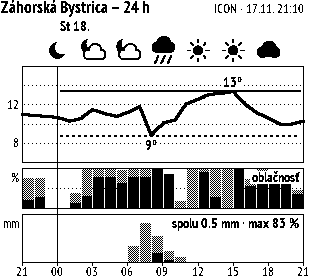 Záhorská Bystrica – 24 h ICON · 17.11. 21:10
St 18.
13°
12
9°
8
% oblačnosť
mm spolu 0.5 mm · max 83 %
21 00 03 06 09 12 15 18 21